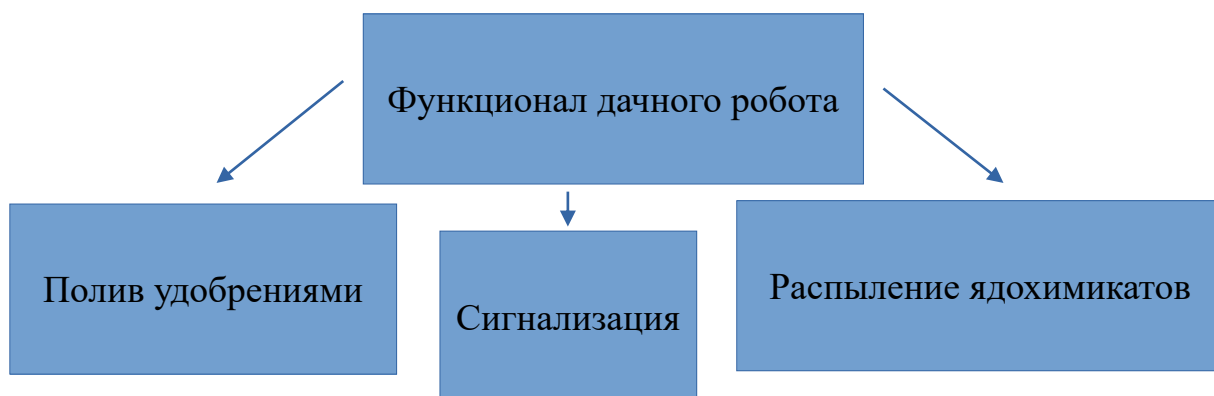 Функционал дачного робота
Полив удобрениями
Сигнализация
Распыление ядохимикатов